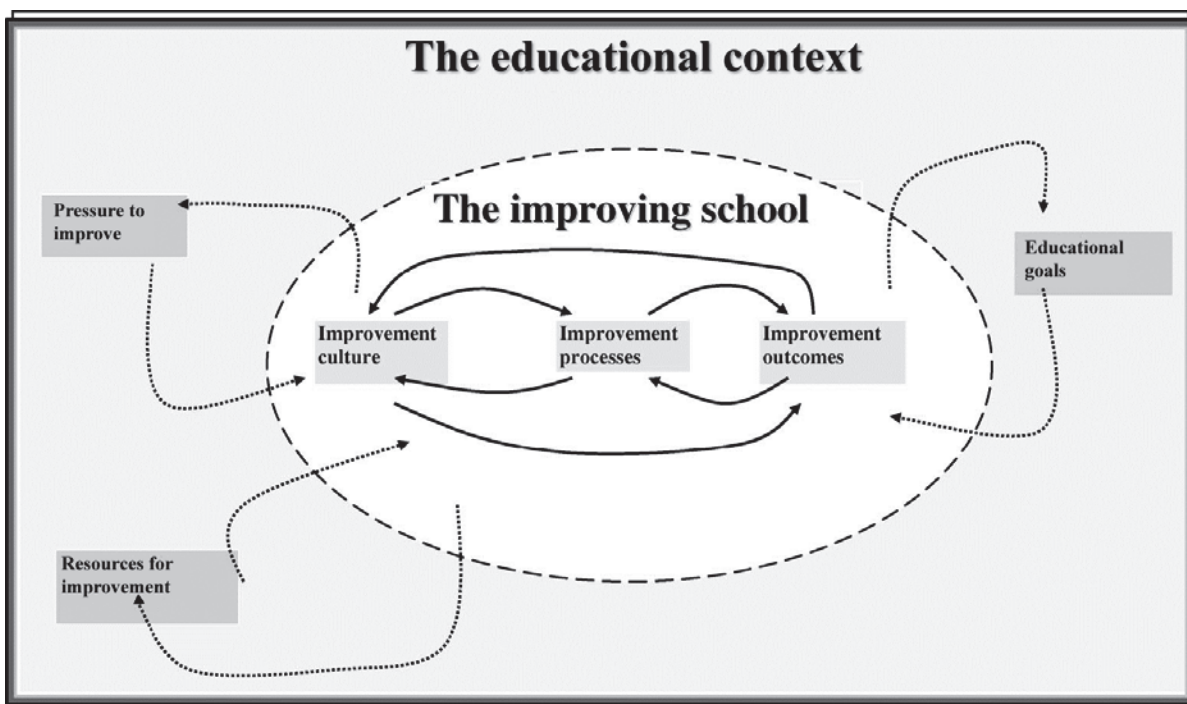 The educational context
The improving school
Pressure to
improve
Educational
goals
Improvement
culture
Improvement
processes
Improvement
outcomes
Resources for
improvement